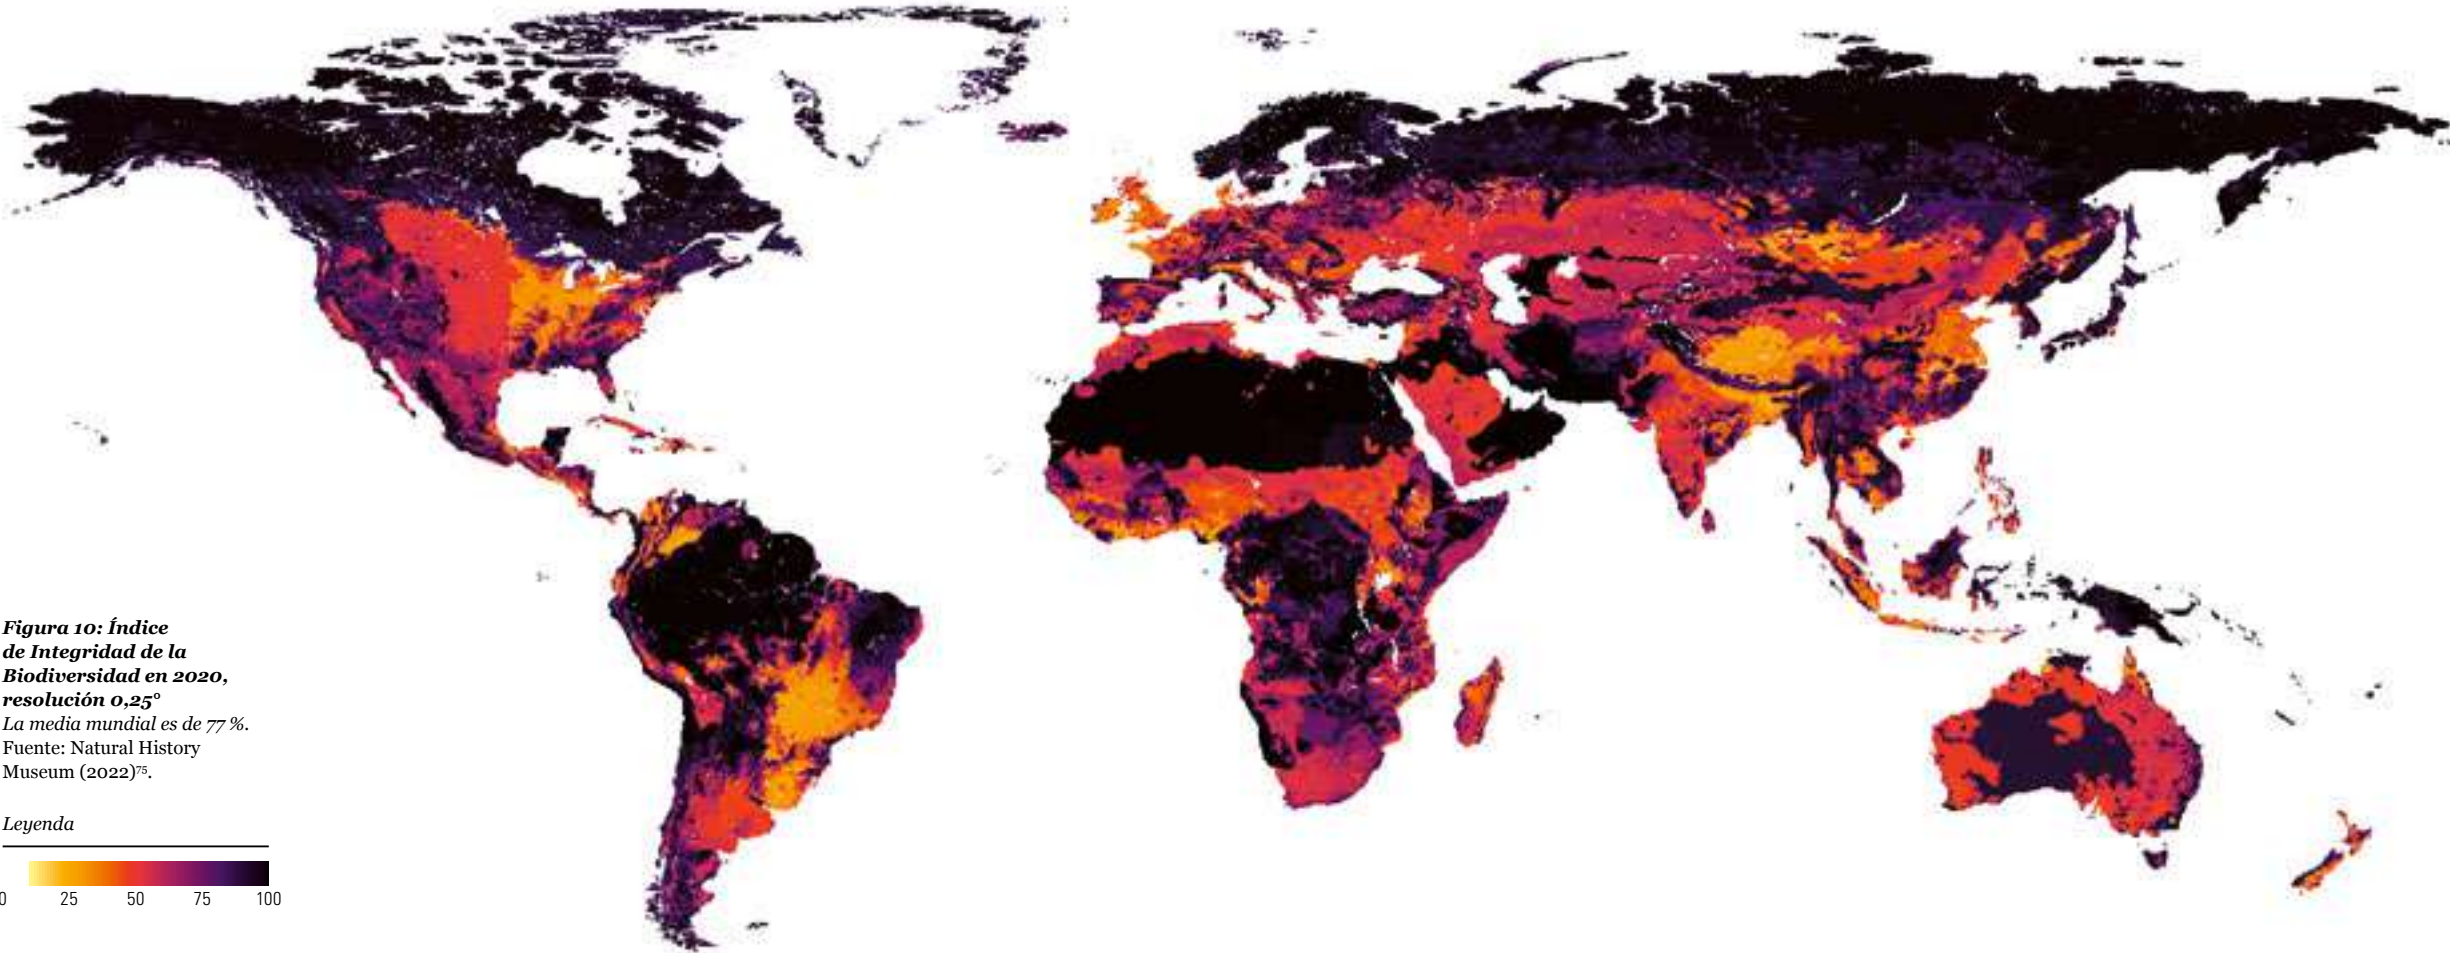 Figura 10: Índice
de Integridad de la
Biodiversidad en 2020,
resolución 0,25°
La media mundial es de 77 %.
Fuente: Natural History
Museum (2022)⁷⁵.
Leyenda
0 25 50 75 100